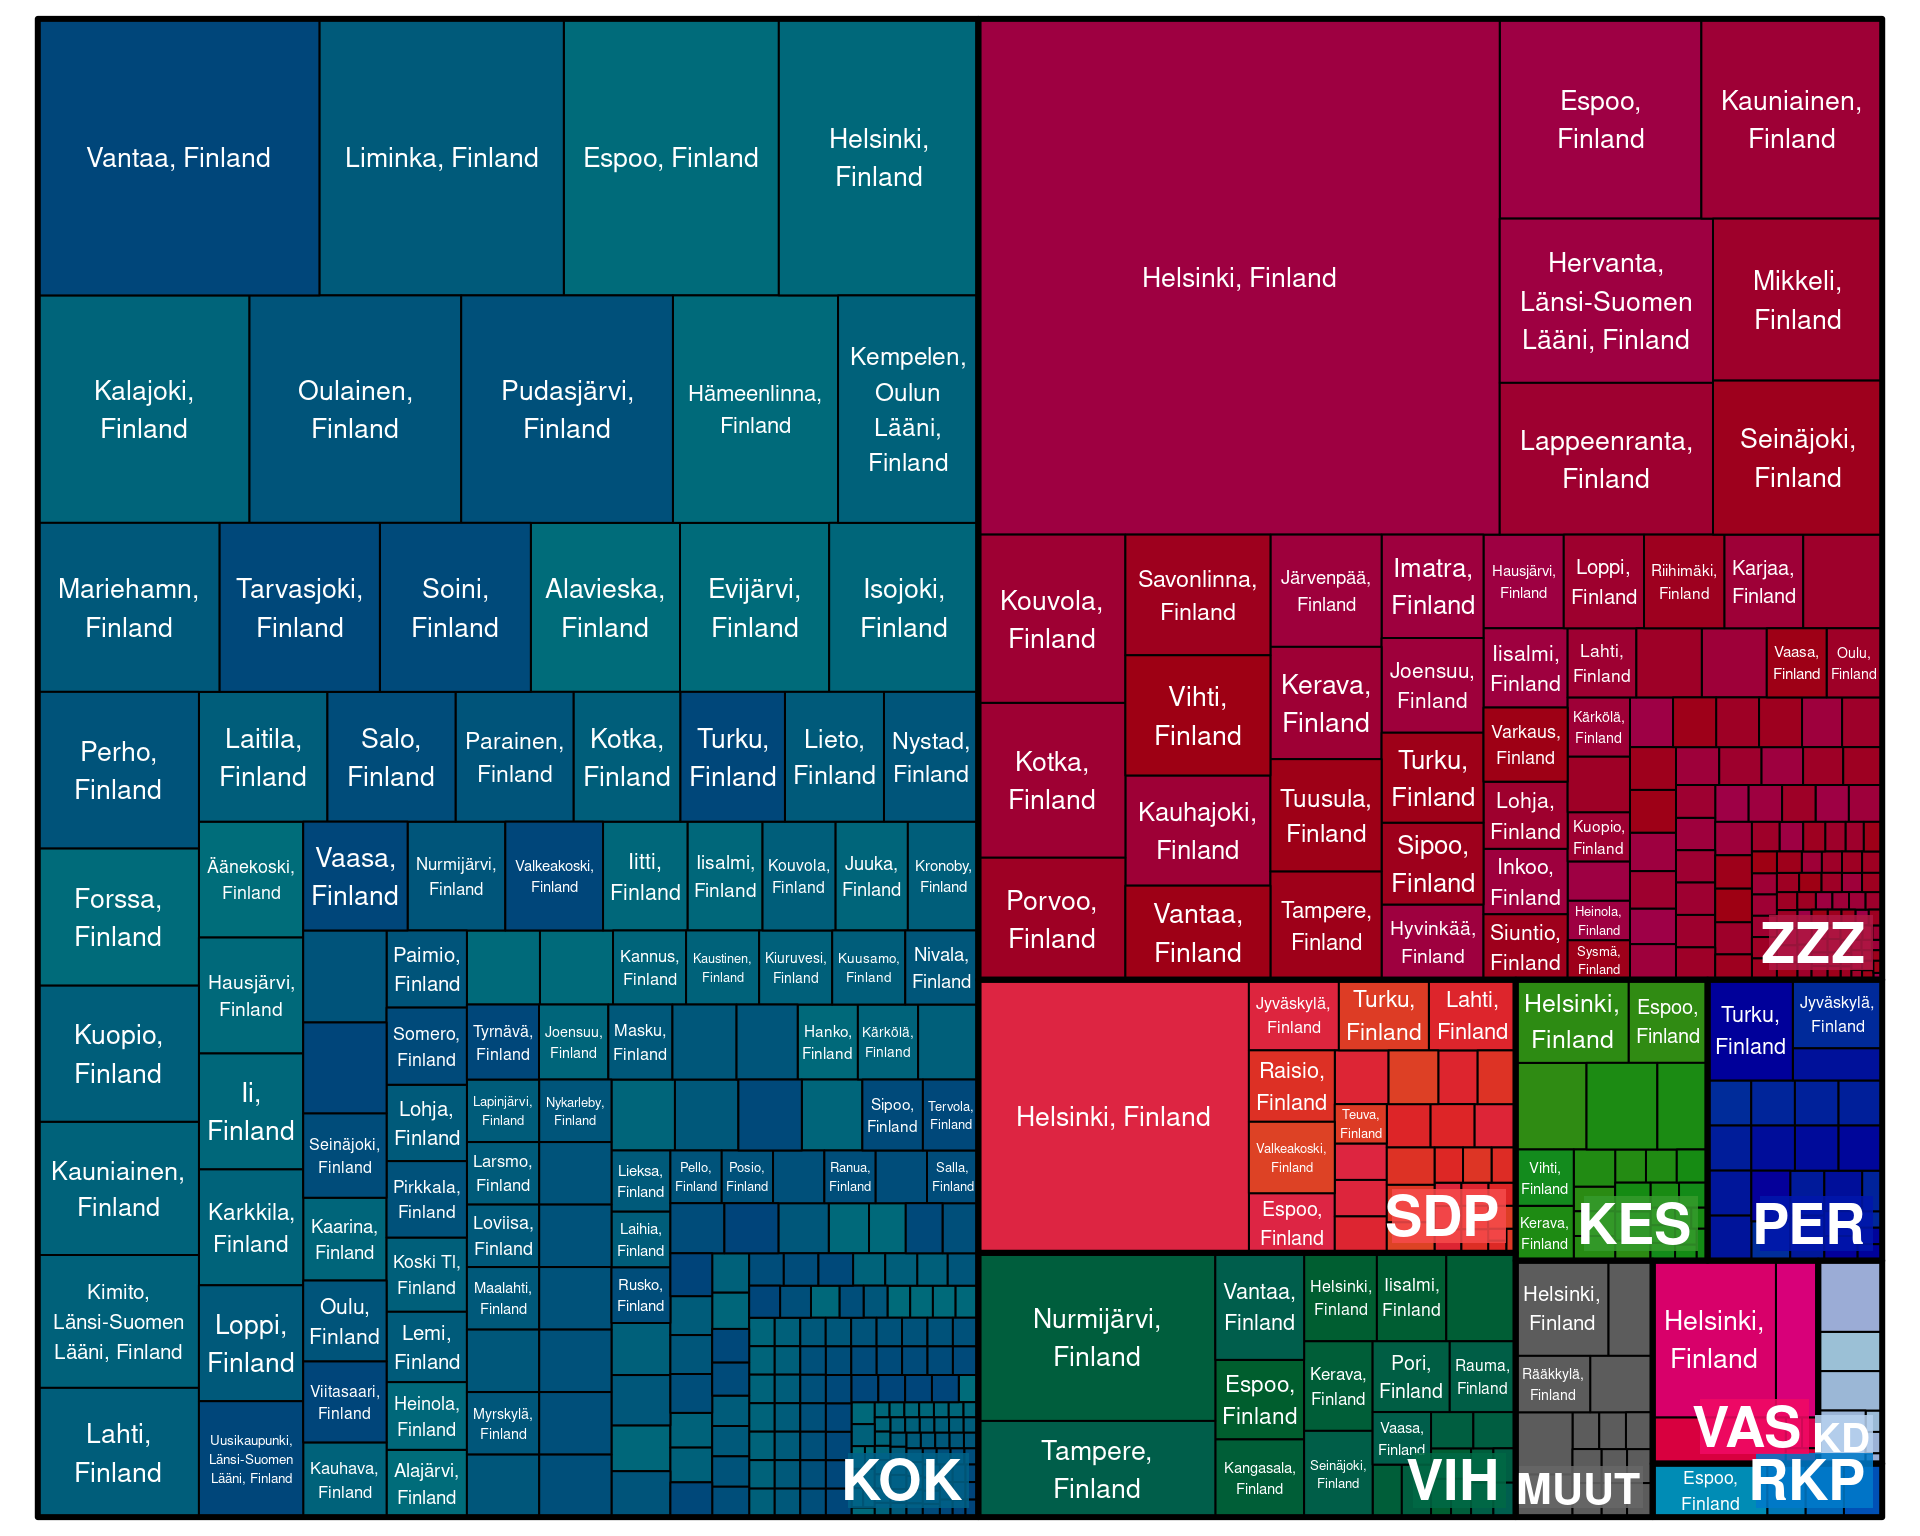 Vantaa, Finland
Liminka, Finland
Espoo, Finland
Helsinki,
Finland
Kalajoki,
Finland
Oulainen,
Finland
Pudasjärvi,
Finland
Hämeenlinna,
Finland
Kempelen,
Oulun
Lääni,
Finland
Mariehamn,
Finland
Tarvasjoki,
Finland
Soini,
Finland
Alavieska,
Finland
Evijärvi,
Finland
Isojoki,
Finland
Perho,
Finland
Laitila,
Finland
Salo,
Finland
Parainen,
Finland
Kotka,
Finland
Turku,
Finland
Lieto,
Finland
Nystad,
Finland
Forssa,
Finland
Äänekoski,
Finland
Vaasa,
Finland
Nurmijärvi,
Finland
Valkeakoski,
Finland
Iitti,
Finland
Iisalmi,
Finland
Kouvola,
Finland
Juuka,
Finland
Kronoby,
Finland
Kuopio,
Finland
Hausjärvi,
Finland
Paimio,
Finland
Kannus,
Finland
Kaustinen,
Finland
Kiuruvesi,
Finland
Kuusamo,
Finland
Nivala,
Finland
Somero,
Finland
Tyrnävä,
Finland
Joensuu,
Finland
Masku,
Finland
Hanko,
Finland
Kärkölä,
Finland
Ii,
Finland
Kauniainen,
Finland
Seinäjoki,
Finland
Lohja,
Finland
Lapinjärvi,
Finland
Nykarleby,
Finland
Sipoo,
Finland
Tervola,
Finland
Karkkila,
Finland
Kaarina,
Finland
Pirkkala,
Finland
Larsmo,
Finland
Lieksa,
Finland
Pello,
Finland
Posio,
Finland
Ranua,
Finland
Salla,
Finland
Kimito,
Länsi-Suomen
Lääni, Finland
Koski Tl,
Finland
Loviisa,
Finland
Laihia,
Finland
Loppi,
Finland
Oulu,
Finland
Lemi,
Finland
Maalahti,
Finland
Rusko,
Finland
Lahti,
Finland
Uusikaupunki,
Länsi-Suomen
Lääni, Finland
Viitasaari,
Finland
Heinola,
Finland
Myrskylä,
Finland
Kauhava,
Finland
Alajärvi,
Finland
KOK
Helsinki, Finland
Espoo,
Finland
Kauniainen,
Finland
Hervanta,
Länsi-Suomen
Lääni, Finland
Mikkeli,
Finland
Lappeenranta,
Finland
Seinäjoki,
Finland
Kouvola,
Finland
Savonlinna,
Finland
Järvenpää,
Finland
Imatra,
Finland
Hausjärvi,
Finland
Loppi,
Finland
Riihimäki,
Finland
Karjaa,
Finland
Kotka,
Finland
Vihti,
Finland
Kerava,
Finland
Joensuu,
Finland
Iisalmi,
Finland
Lahti,
Finland
Vaasa,
Finland
Oulu,
Finland
Kauhajoki,
Finland
Tuusula,
Finland
Turku,
Finland
Varkaus,
Finland
Kärkölä,
Finland
Porvoo,
Finland
Vantaa,
Finland
Tampere,
Finland
Sipoo,
Finland
Lohja,
Finland
Kuopio,
Finland
Inkoo,
Finland
Hyvinkää,
Finland
Siuntio,
Finland
Heinola,
Finland
Sysmä,
Finland
ZZZ
Helsinki, Finland
Jyväskylä,
Finland
Turku,
Finland
Lahti,
Finland
Raisio,
Finland
Teuva,
Finland
Valkeakoski,
Finland
Espoo,
Finland
SDP
Helsinki,
Finland
Espoo,
Finland
Vihti,
Finland
Kerava,
Finland
KES
Turku,
Finland
Jyväskylä,
Finland
PER
Nurmijärvi,
Finland
Vantaa,
Finland
Helsinki,
Finland
Iisalmi,
Finland
Espoo,
Finland
Kerava,
Finland
Pori,
Finland
Rauma,
Finland
Tampere,
Finland
Kangasala,
Finland
Seinäjoki,
Finland
Vaasa,
Finland
VIH
Helsinki,
Finland
Rääkkylä,
Finland
MUUT
Helsinki,
Finland
VAS
KD
Espoo,
Finland
RKP